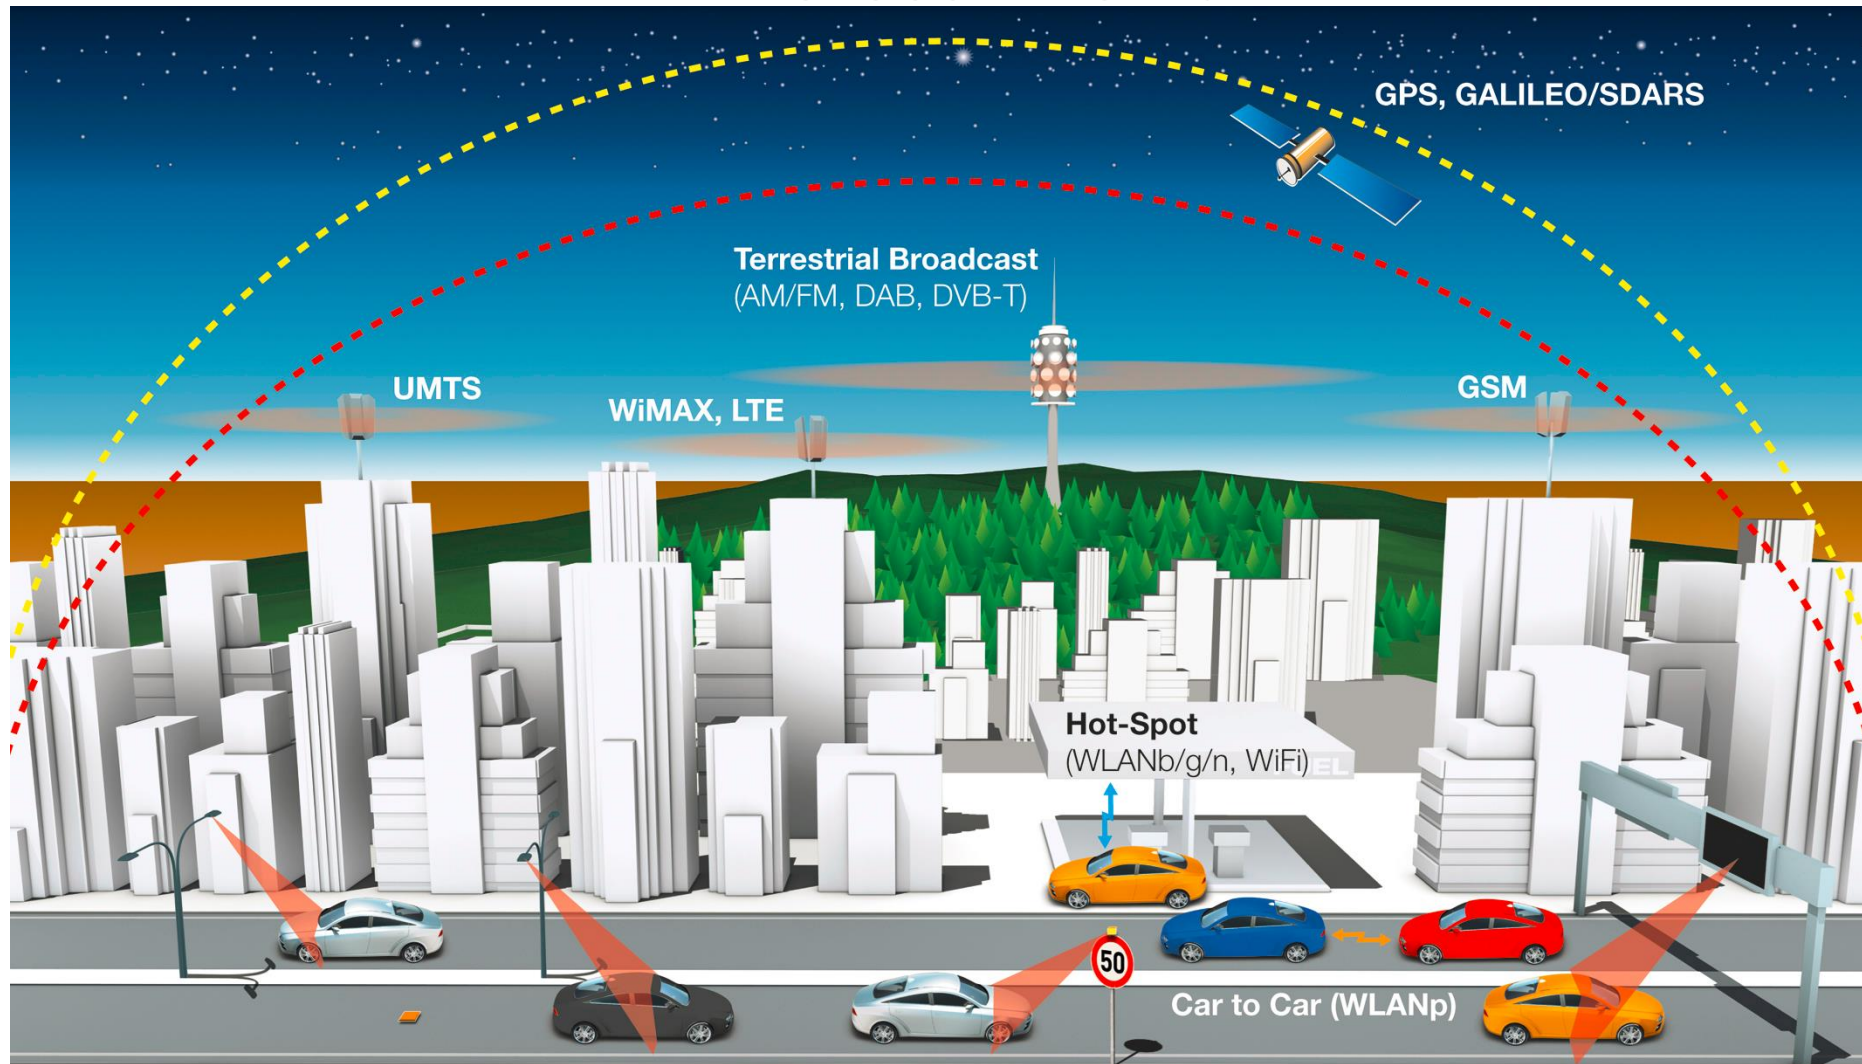 GPS, GALILEO/SDARS
Terrestrial Broadcast
(AM/FM, DAB, DVB-T)
UMTS
WiMAX, LTE
GSM
Hot-Spot
(WLANb/g/n, WiFi)
50
Car to Car (WLANp)